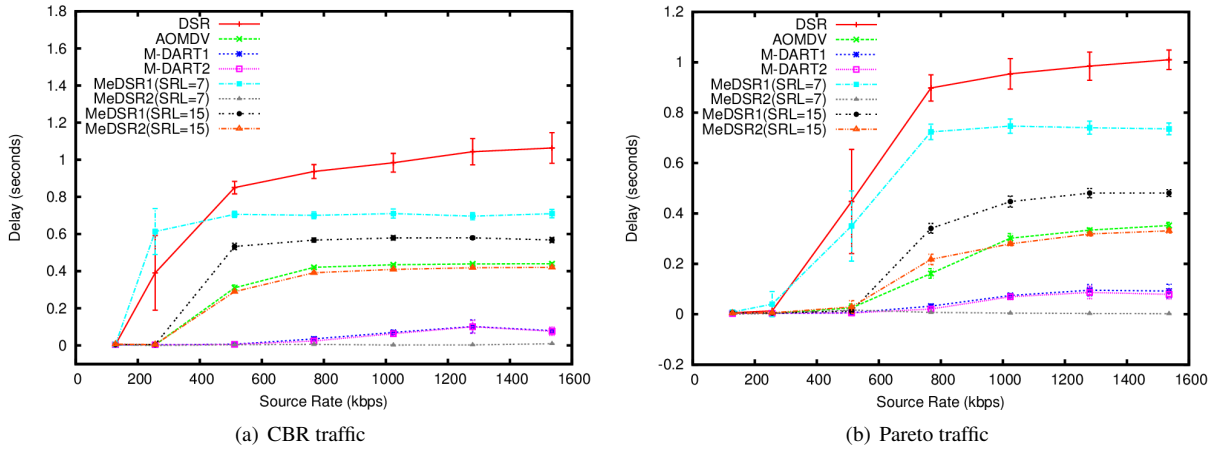 1.8
1.6
1.4
1.2
1
0.8
0.6
0.4
0.2
0
Delay (seconds)
DSR
AOMDV
M-DART1
M-DART2
MeDSR1(SRL=7)
MeDSR2(SRL=7)
MeDSR1(SRL=15)
MeDSR2(SRL=15)
0 200 400 600 800 1000 1200 1400 1600
Source Rate (kbps)
(a) CBR traffic
1.2
1
0.8
0.6
0.4
0.2
0
-0.2
Delay (seconds)
DSR
AOMDV
M-DART1
M-DART2
MeDSR1(SRL=7)
MeDSR2(SRL=7)
MeDSR1(SRL=15)
MeDSR2(SRL=15)
0 200 400 600 800 1000 1200 1400 1600
Source Rate (kbps)
(b) Pareto traffic